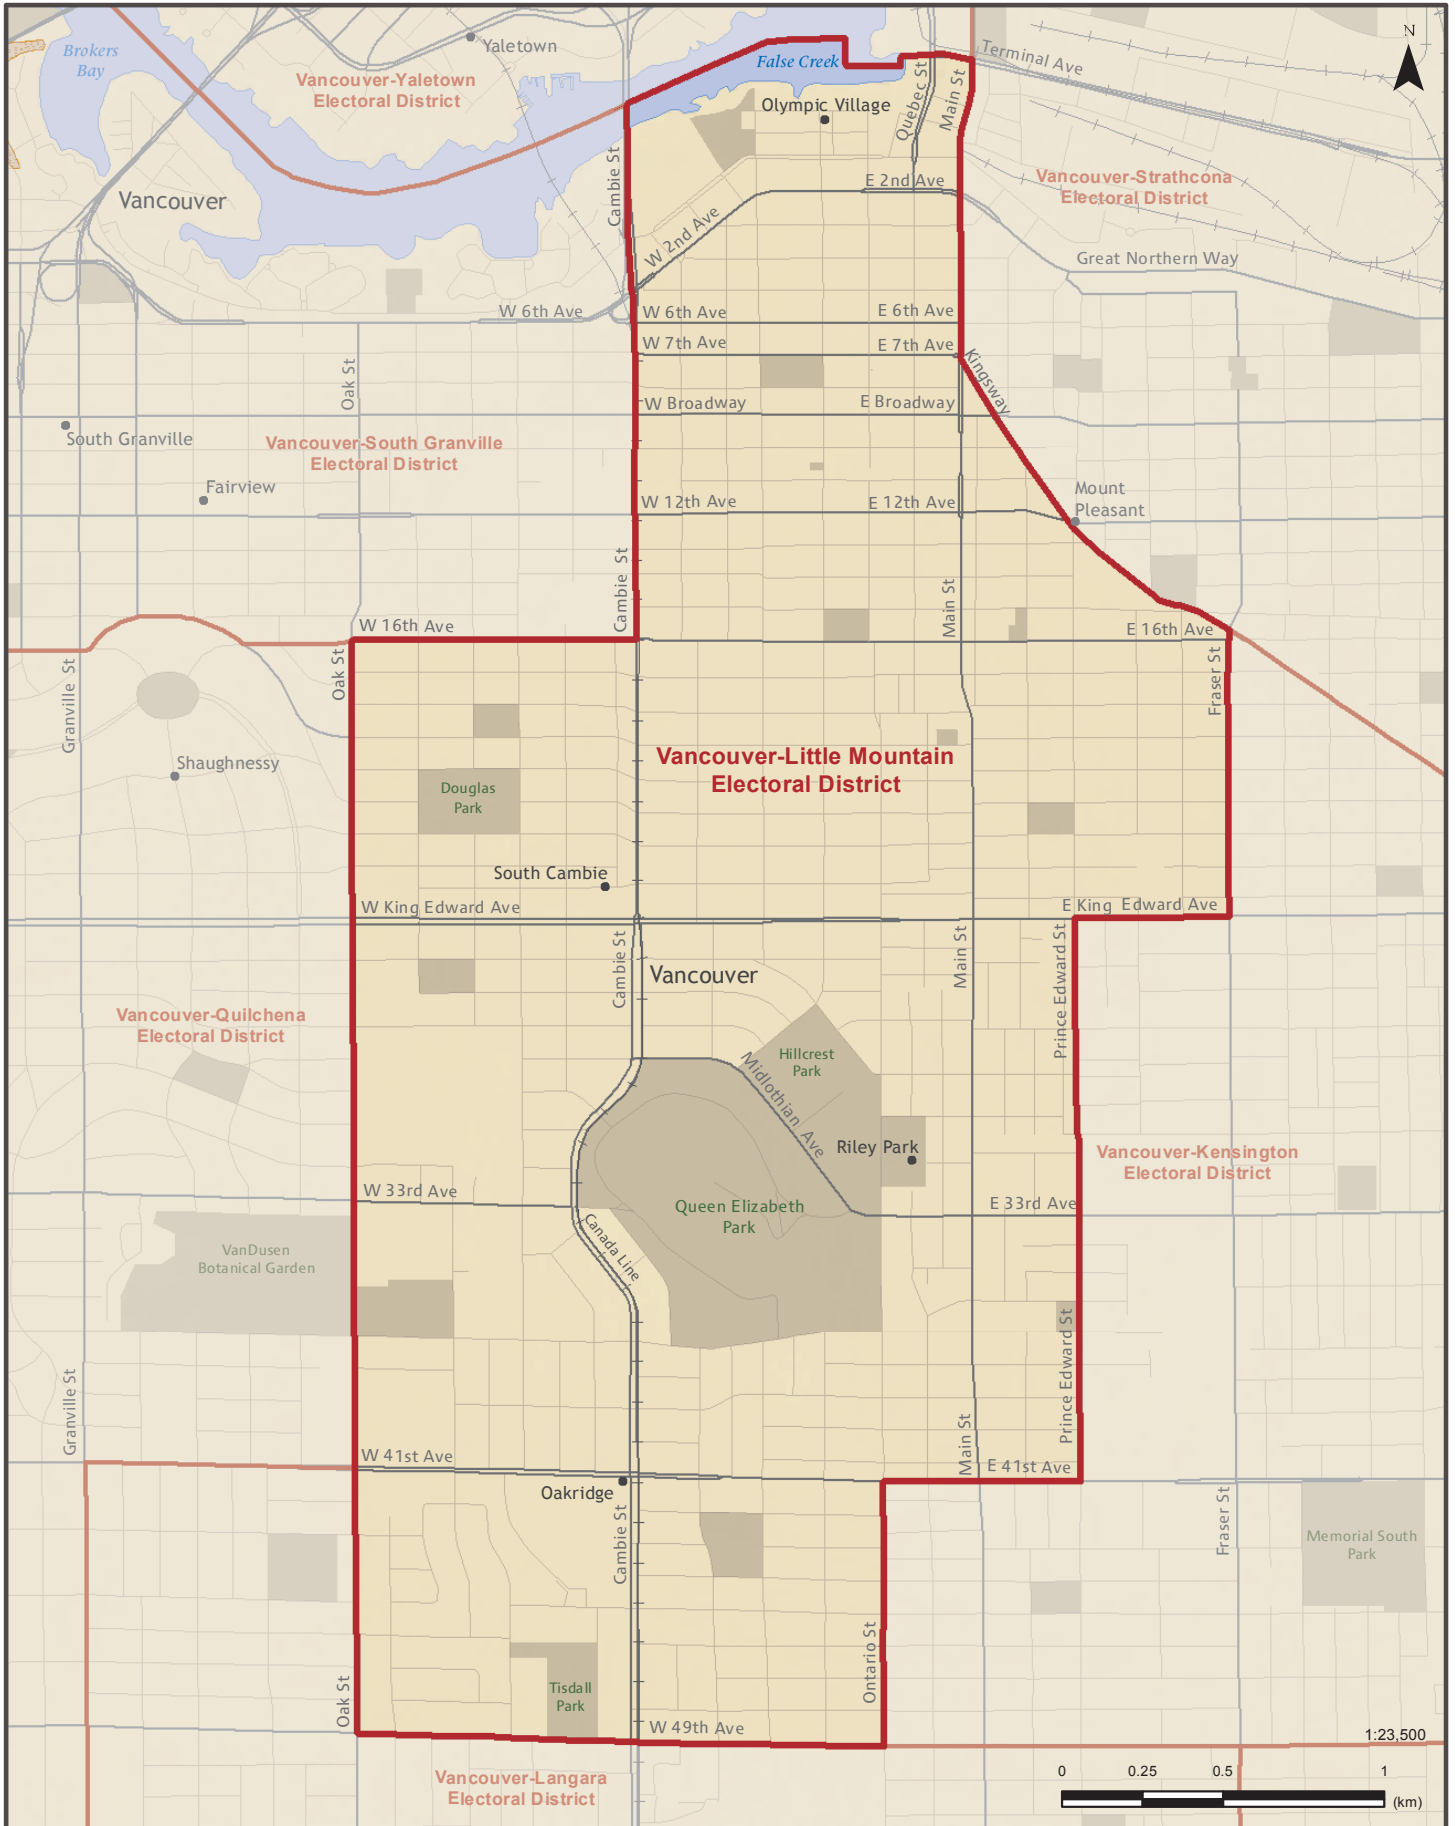 N
Brokers
Bay
Yaletown
Terminal Ave
False Creek
Vancouver-Yaletown
Electoral District
Olympic Village
Quebec St
Main St
Cambie St
Vancouver-Strathcona
Electoral District
E 2nd Ave
Vancouver
W 2nd Ave
Great Northern Way
W 6th Ave
W 6th Ave
E 6th Ave
W 7th Ave
E 7th Ave
Kingsway
Oak St
W Broadway
E Broadway
South Granville
Vancouver-South Granville
Electoral District
Fairview
W 12th Ave
E 12th Ave
Mount
Pleasant
Cambie St
Main St
W 16th Ave
E 16th Ave
Granville St
Oak St
Fraser St
Vancouver-Little Mountain
Electoral District
Shaughnessy
Douglas
Park
South Cambie
W King Edward Ave
E King Edward Ave
Cambie St
Vancouver
Main St
Prince Edward St
Vancouver-Quilchena
Electoral District
Hillcrest
Park
Midlothian Ave
Riley Park
Vancouver-Kensington
Electoral District
W 33rd Ave
E 33rd Ave
Queen Elizabeth
Park
Canada Line
VanDusen
Botanical Garden
Prince Edward St
Granville St
Main St
W 41st Ave
E 41st Ave
Oakridge
Cambie St
Fraser St
Memorial South
Park
Ontario St
Oak St
Tisdall
Park
W 49th Ave
1:23,500
Vancouver-Langara
Electoral District
0 0.25 0.5 1
(km)